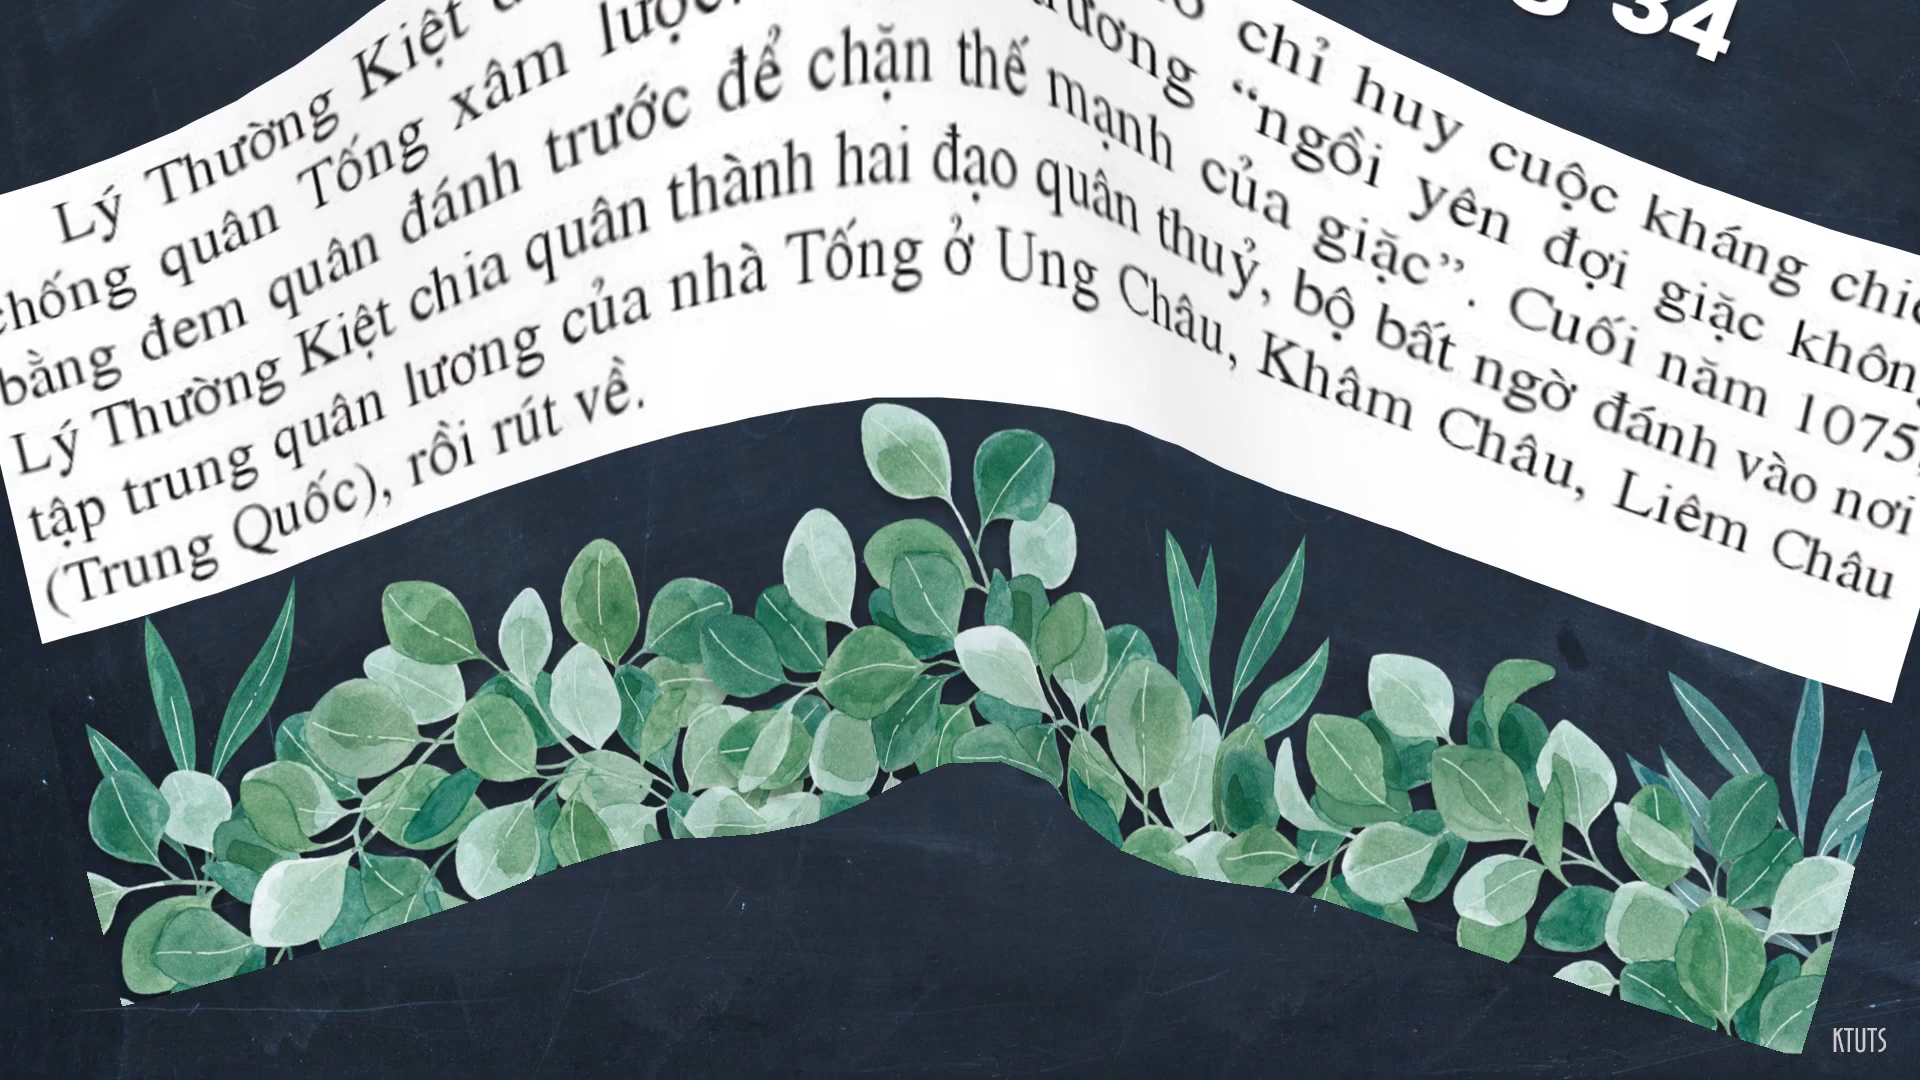 34
Lý Thường Kiệt chỉ huy cuộc kháng
chống quân Tống xâm lược. "ngồi yên đợi giặc
bằng đem quân đánh trước để chặn thế mạnh của giặc". Cuối năm 1075,
Lý Thường Kiệt chia quân thành hai đạo quân thuỷ, bộ bất ngờ đánh vào nơi
tập trung quân lương của nhà Tống ở Ung Châu, Khâm Châu, Liêm Châu
(Trung Quốc), rồi rút về.
KTUTS